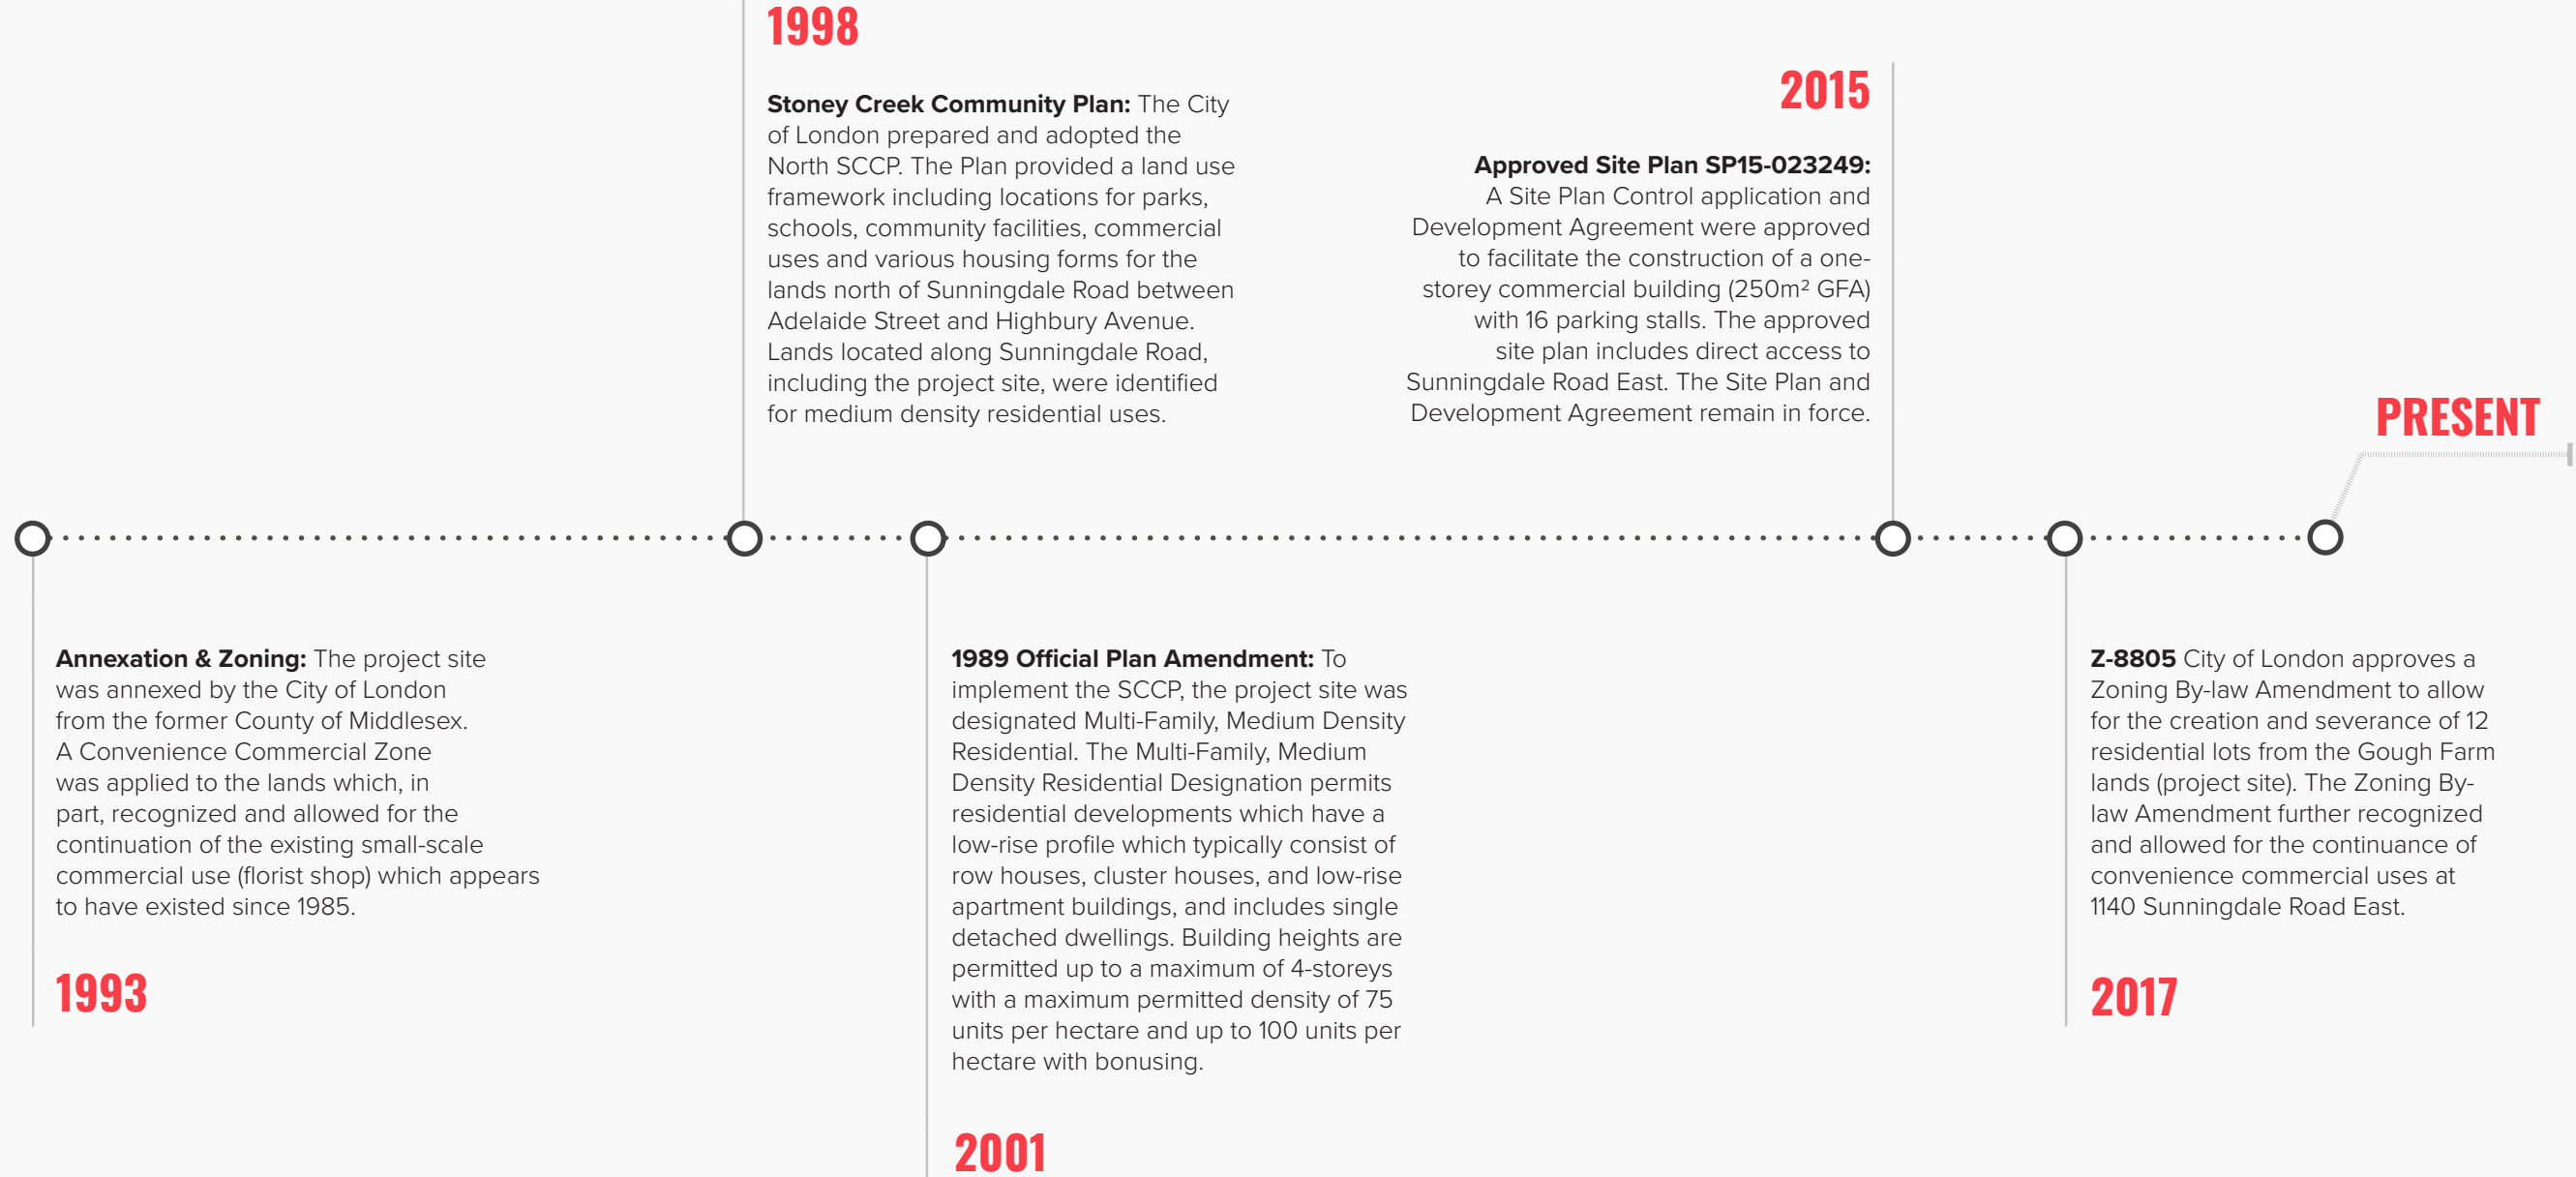 1998
Stoney Creek Community Plan: The City
of London prepared and adopted the
North SCCP. The Plan provided a land use
framework including locations for parks,
schools, community facilities, commercial
uses and various housing forms for the
lands north of Sunningdale Road between
Adelaide Street and Highbury Avenue.
Lands located along Sunningdale Road,
including the project site, were identified
for medium density residential uses.
2015
Approved Site Plan SP15-023249:
A Site Plan Control application and
Development Agreement were approved
to facilitate the construction of a one-
storey commercial building (250m² GFA)
with 16 parking stalls. The approved
site plan includes direct access to
Sunningdale Road East. The Site Plan and
Development Agreement remain in force.
PRESENT
Annexation & Zoning: The project site
was annexed by the City of London
from the former County of Middlesex.
A Convenience Commercial Zone
was applied to the lands which, in
part, recognized and allowed for the
continuation of the existing small-scale
commercial use (florist shop) which appears
to have existed since 1985.
1993
1989 Official Plan Amendment: To
implement the SCCP, the project site was
designated Multi-Family, Medium Density
Residential. The Multi-Family, Medium
Density Residential Designation permits
residential developments which have a
low-rise profile which typically consist of
row houses, cluster houses, and low-rise
apartment buildings, and includes single
detached dwellings. Building heights are
permitted up to a maximum of 4-storeys
with a maximum permitted density of 75
units per hectare and up to 100 units per
hectare with bonusing.
2001
Z-8805 City of London approves a
Zoning By-law Amendment to allow
for the creation and severance of 12
residential lots from the Gough Farm
lands (project site). The Zoning By-
law Amendment further recognized
and allowed for the continuance of
convenience commercial uses at
1140 Sunningdale Road East.
2017